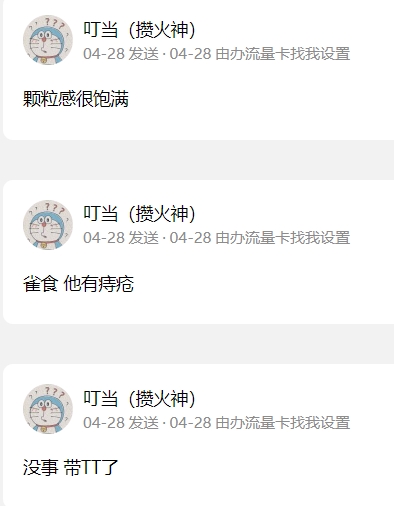 ???
叮当（攒火神）
04-28 发送 · 04-28 由办流量卡找我设置
颗粒感很饱满
???
叮当（攒火神）
04-28 发送 · 04-28 由办流量卡找我设置
雀食 他有痔疮
???
叮当（攒火神）
04-28 发送 · 04-28 由办流量卡找我设置
没事 带TT了